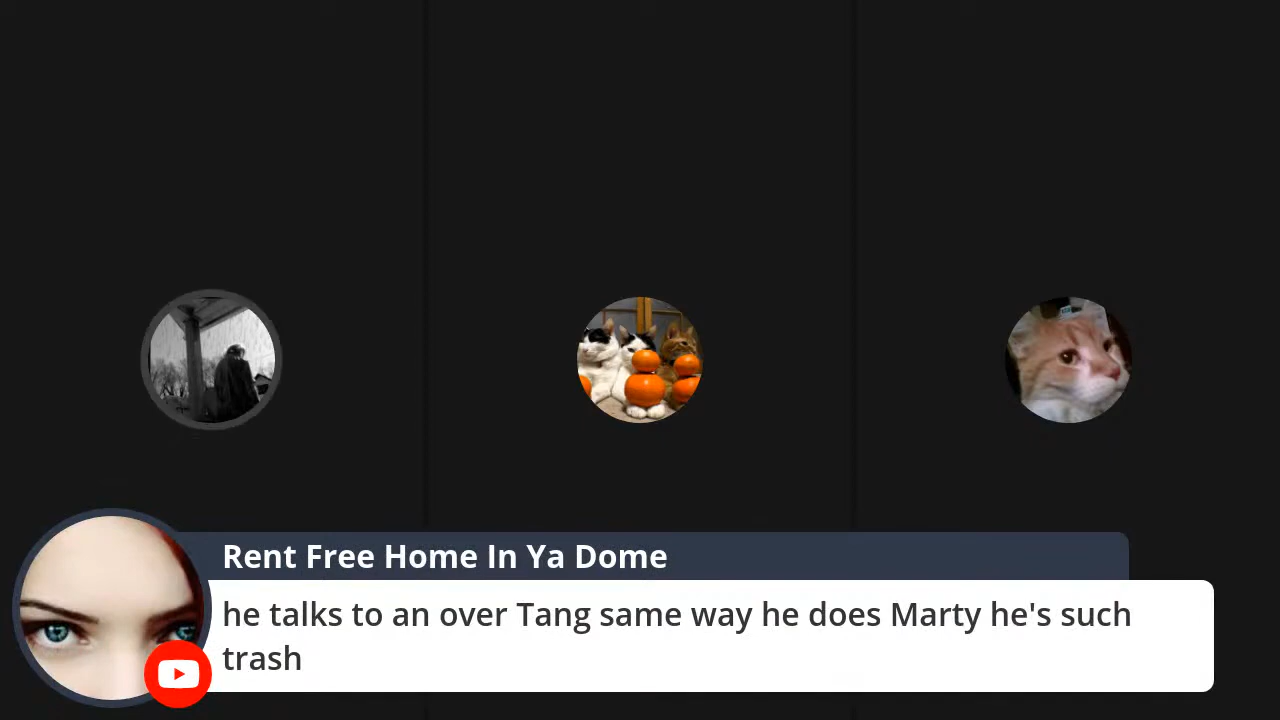 Rent Free Home In Ya Dome
he talks to an over Tang same way he does Marty he's such
trash